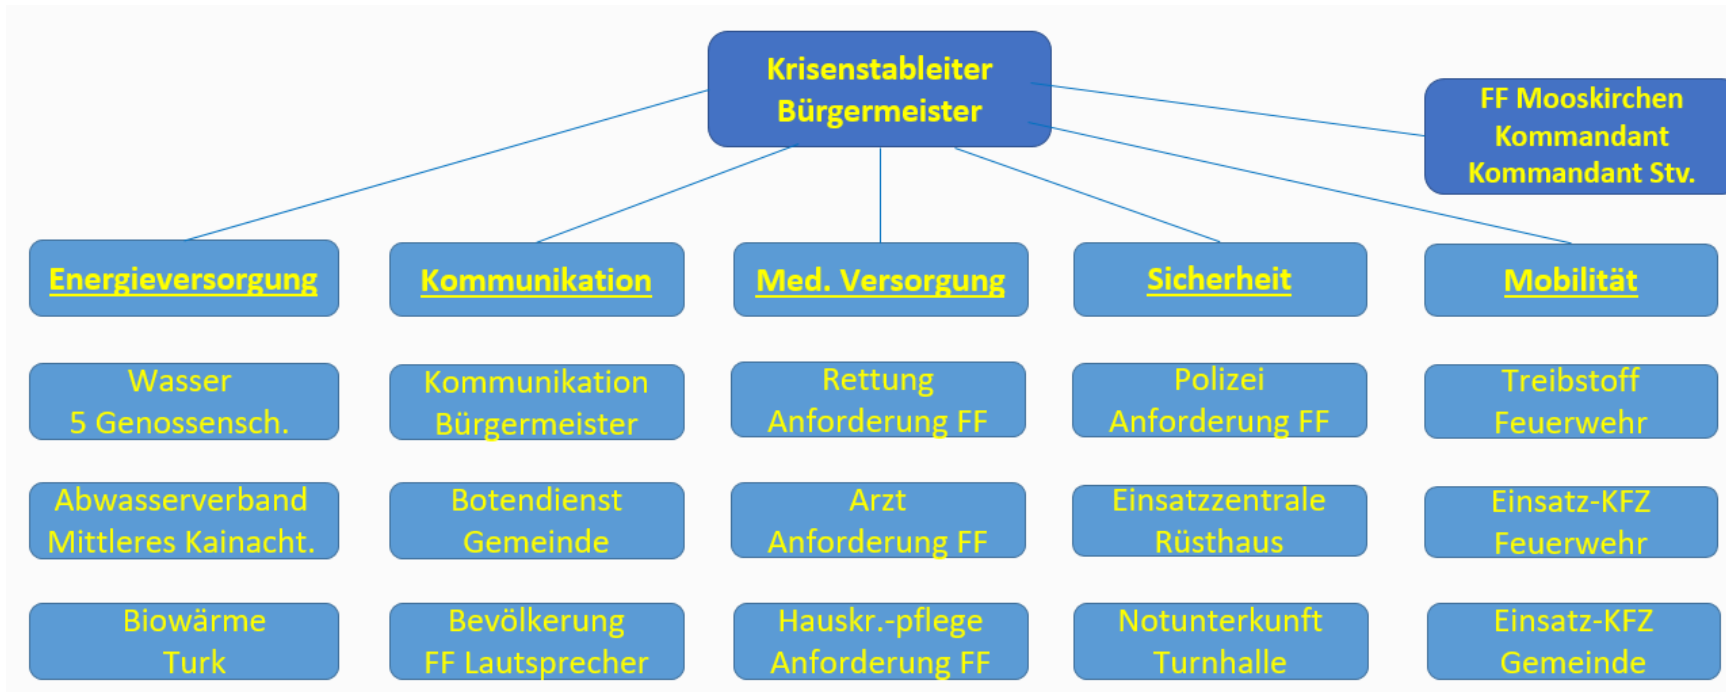 Krisenstableiter
Bürgermeister
FF Mooskirchen
Kommandant
Kommandant Stv.
Energieversorgung
Kommunikation
Med. Versorgung
Sicherheit
Mobilität
Wasser
5 Genossensch.
Kommunikation
Bürgermeister
Rettung
Anforderung FF
Polizei
Anforderung FF
Treibstoff
Feuerwehr
Abwasserverband
Mittleres Kainacht.
Botendienst
Gemeinde
Arzt
Anforderung FF
Einsatzzentrale
Rüsthaus
Einsatz-KFZ
Feuerwehr
Biowärme
Turk
Bevölkerung
FF Lautsprecher
Hauskr.-pflege
Anforderung FF
Notunterkunft
Turnhalle
Einsatz-KFZ
Gemeinde